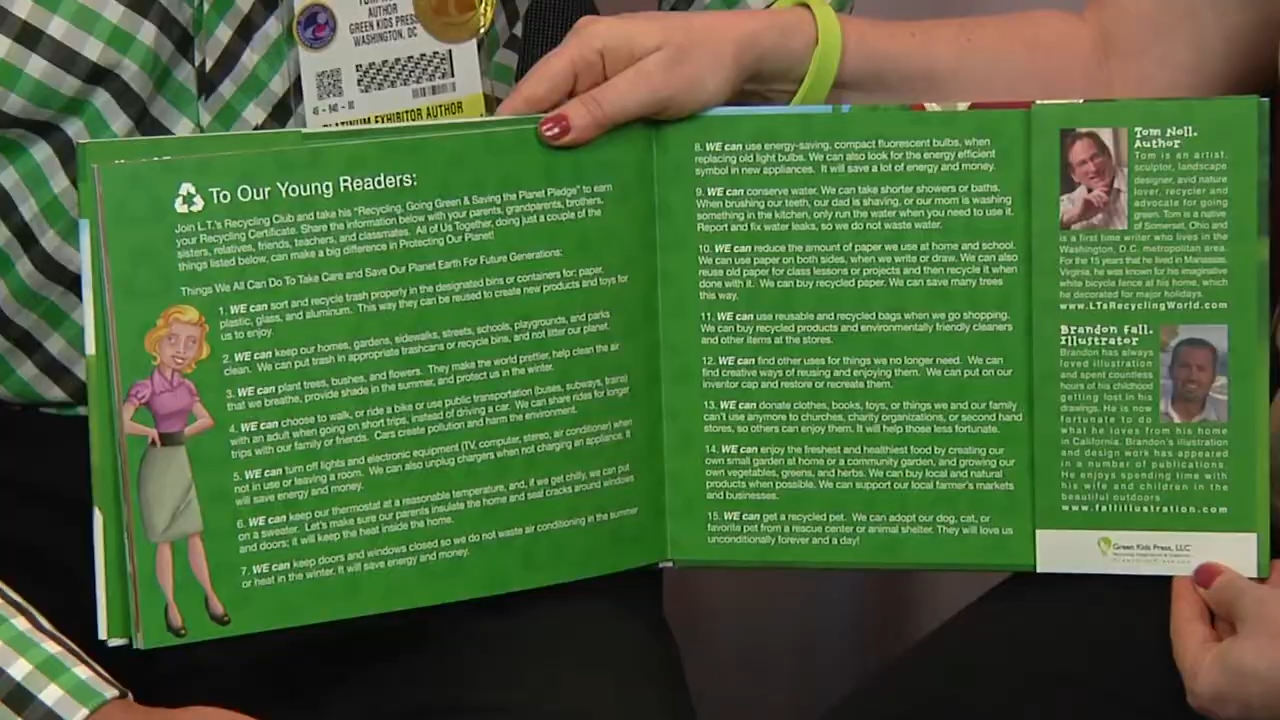 AUTHOR
GREEN KIDS PRESS
WASHINGTON, DC
PLATINUM EXHIBITOR AUTHOR
To Our Young Readers:
Join L.T.'s Recycling Club and take his “Recycling, Going Green & Saving the Planet Pledge” to earn
your Recycling Certificate. Share the information below with your parents, grandparents, brothers,
sisters, relatives, friends, teachers, and classmates. All of Us Together, doing just a couple of the
things listed below, can make a big difference in Protecting Our Planet!
Things We All Can Do To Take Care and Save Our Planet Earth For Future Generations:
1. WE can sort and recycle trash properly in the designated bins or containers for: paper,
plastic, glass, and aluminum. This way they can be reused to create new products and toys for
us to enjoy.
2. WE can keep our homes, gardens, sidewalks, streets, schools, playgrounds, and parks
clean. We can put trash in appropriate trashcans or recycle bins, and not litter our planet.
3. WE can plant trees, bushes, and flowers. They make the world prettier, help clean the air
that we breathe, provide shade in the summer, and protect us in the winter.
4. WE can choose to walk, or ride a bike or use public transportation (buses, subways, trains)
with an adult when going on short trips, instead of driving a car. We can share rides for longer
trips with our family or friends. Cars create pollution and harm the environment.
5. WE can turn off lights and electronic equipment (TV, computer, stereo, air conditioner) when
not in use or leaving a room. We can also unplug chargers when not charging an appliance. It
will save energy and money.
6. WE can keep our thermostat at a reasonable temperature, and, if we get chilly, we can put
on a sweater. Let's make sure our parents insulate the home and seal cracks around windows
and doors; it will keep the heat inside the home.
7. WE can keep doors and windows closed so we do not waste air conditioning in the summer
or heat in the winter. It will save energy and money.
8. WE can use energy-saving, compact fluorescent bulbs, when
replacing old light bulbs. We can also look for the energy efficient
symbol in new appliances. It will save a lot of energy and money.
9. WE can conserve water. We can take shorter showers or baths.
When brushing our teeth, our dad is shaving, or our mom is washing
something in the kitchen, only run the water when you need to use it.
Report and fix water leaks, so we do not waste water.
10. WE can reduce the amount of paper we use at home and school.
We can use paper on both sides, when we write or draw. We can also
reuse old paper for class lessons or projects and then recycle it when
done with it. We can buy recycled paper. We can save many trees
this way.
11. WE can use reusable and recycled bags when we go shopping.
We can buy recycled products and environmentally friendly cleaners
and other items at the stores.
12. WE can find other uses for things we no longer need. We can
find creative ways of reusing and enjoying them. We can put on our
inventor cap and restore or recreate them.
13. WE can donate clothes, books, toys, or things we and our family
can't use anymore to churches, charity organizations, or second hand
stores, so others can enjoy them. It will help those less fortunate.
14. WE can enjoy the freshest and healthiest food by creating our
own small garden at home or a community garden, and growing our
own vegetables, greens, and herbs. We can buy local and natural
products when possible. We can support our local farmer's markets
and businesses.
15. WE can get a recycled pet. We can adopt our dog, cat, or
favorite pet from a rescue center or animal shelter. They will love us
unconditionally forever and a day!
Tom Noll,
Author
Tom is an artist,
sculptor, landscape
designer, avid nature
lover, recycler and
advocate for going
green. Tom is a native
of Somerset, Ohio and
is a first time writer who lives in the
Washington, D.C. metropolitan area.
For the 15 years that he lived in Manassas,
Virginia, he was known for his imaginative
white bicycle fence at his home, which
he decorated for major holidays.
www.LTsRecyclingWorld.com
Brandon Fall,
Illustrator
Brandon has always
loved illustration
and spent countless
hours of his childhood
getting lost in his
drawings. He is now
fortunate to do
what he loves from his home
in California. Brandon's illustration
and design work has appeared
in a number of publications.
He enjoys spending time with
his wife and children in the
beautiful outdoors.
www.fallillustration.com
Green Kids Press, LLC